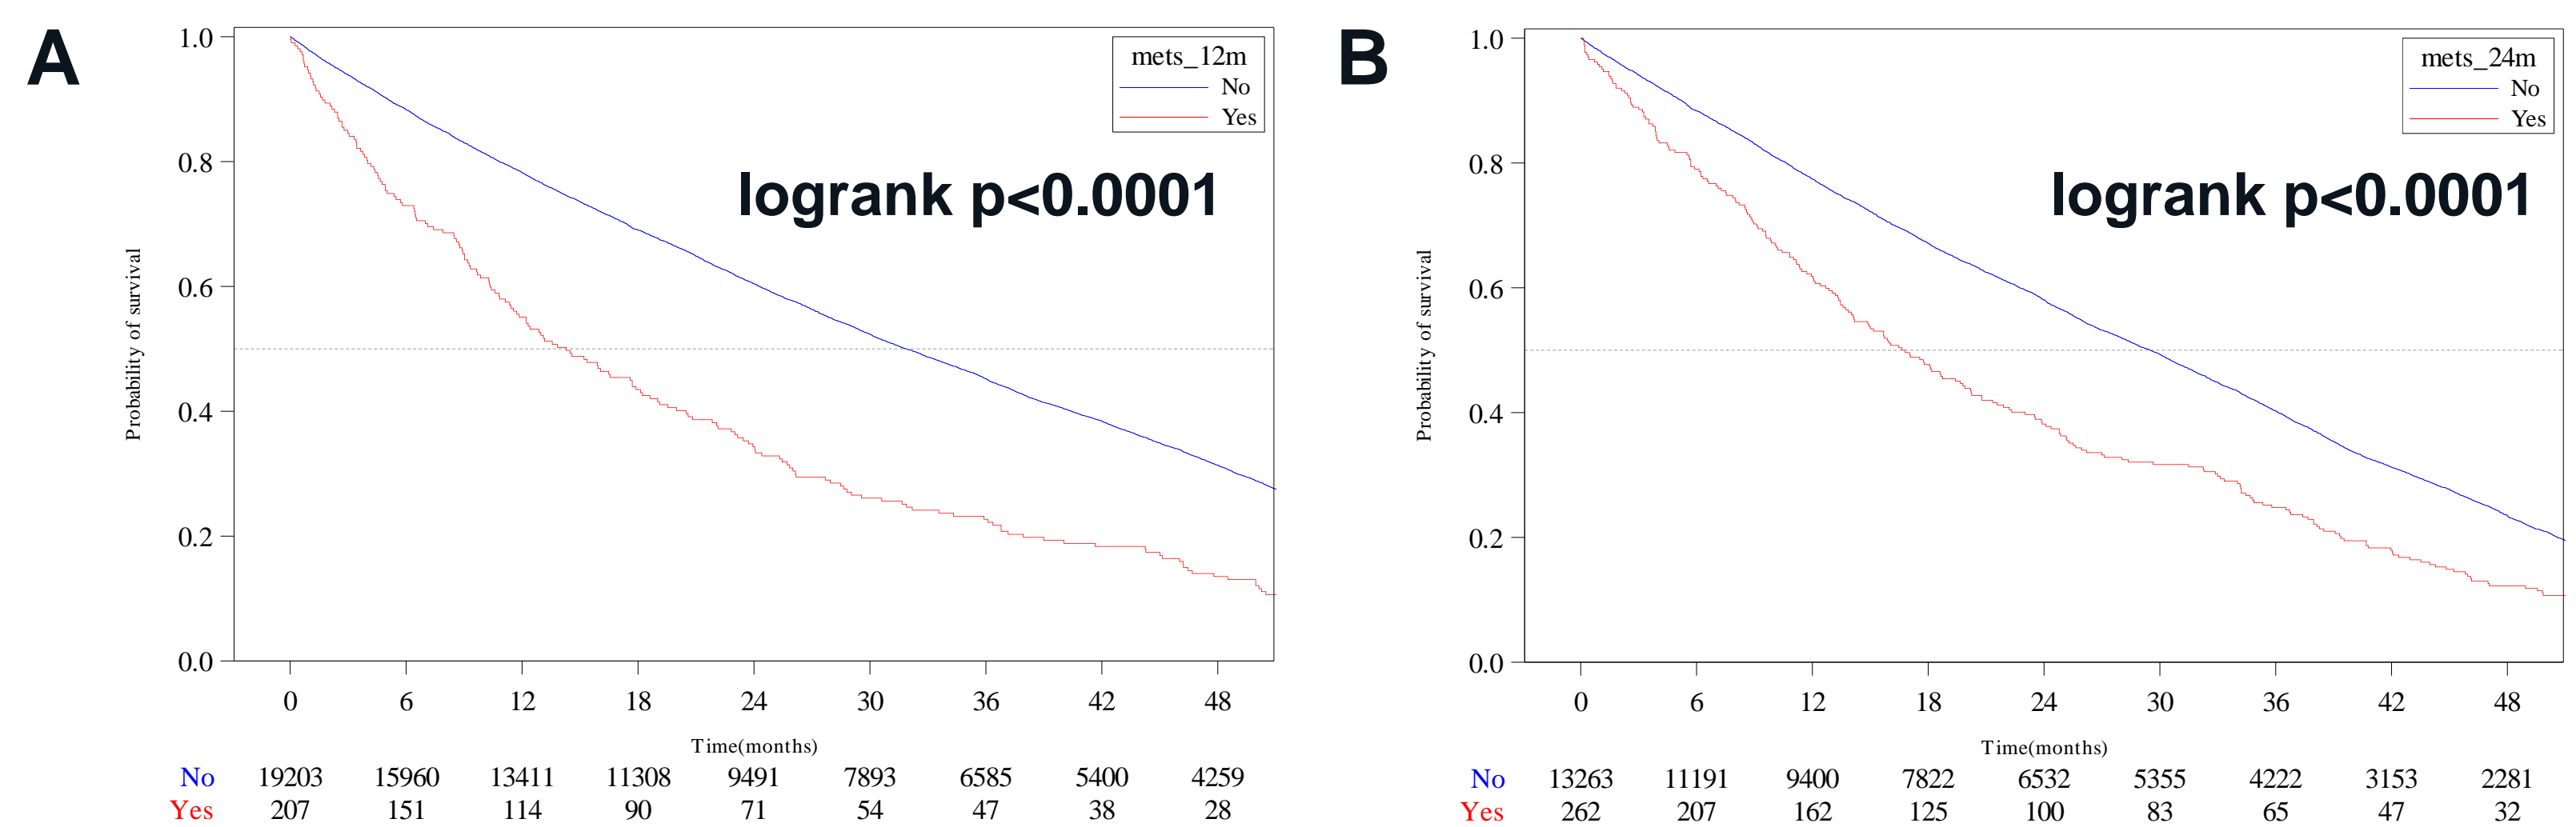 A
mets_12m
No
Yes
logrank p<0.0001
Probability of survival
1.0
0.8
0.6
0.4
0.2
0.0
0 6 12 18 24 30 36 42 48
Time(months)
No 19203 15960 13411 11308 9491 7893 6585 5400 4259
Yes 207 151 114 90 71 54 47 38 28
B
mets_24m
No
Yes
logrank p<0.0001
Probability of survival
1.0
0.8
0.6
0.4
0.2
0.0
0 6 12 18 24 30 36 42 48
Time(months)
No 13263 11191 9400 7822 6532 5355 4222 3153 2281
Yes 262 207 162 125 100 83 65 47 32